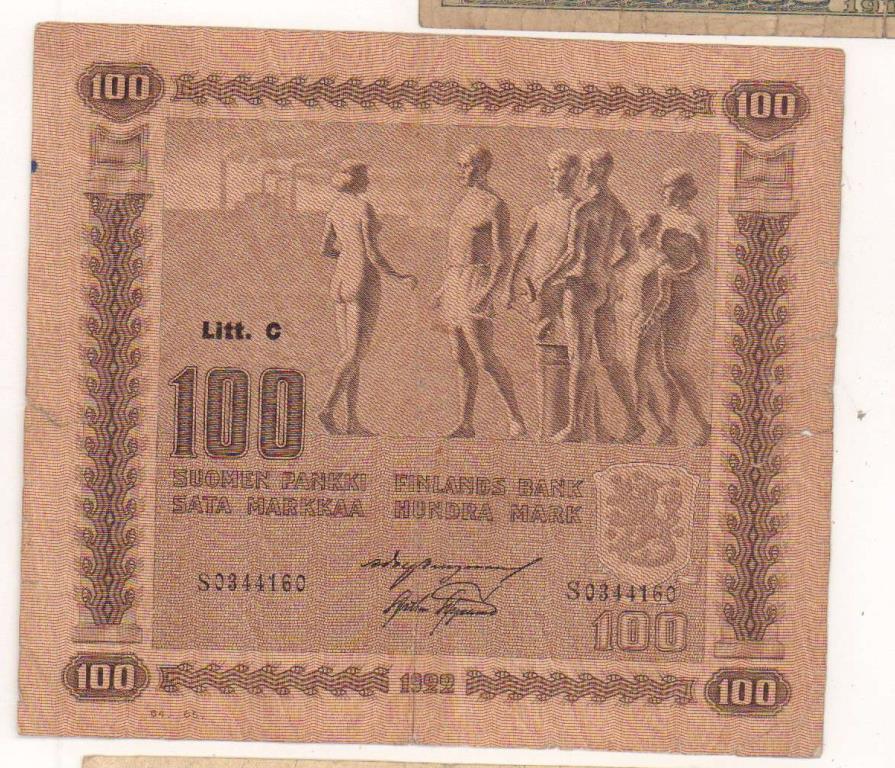 100 100
Litt. C
100
SUOMEN PANKKI FINLANDS BANK
SATA MARKKAA HUNDRA MARK
S0344160 S0344160
100
100 1922 100